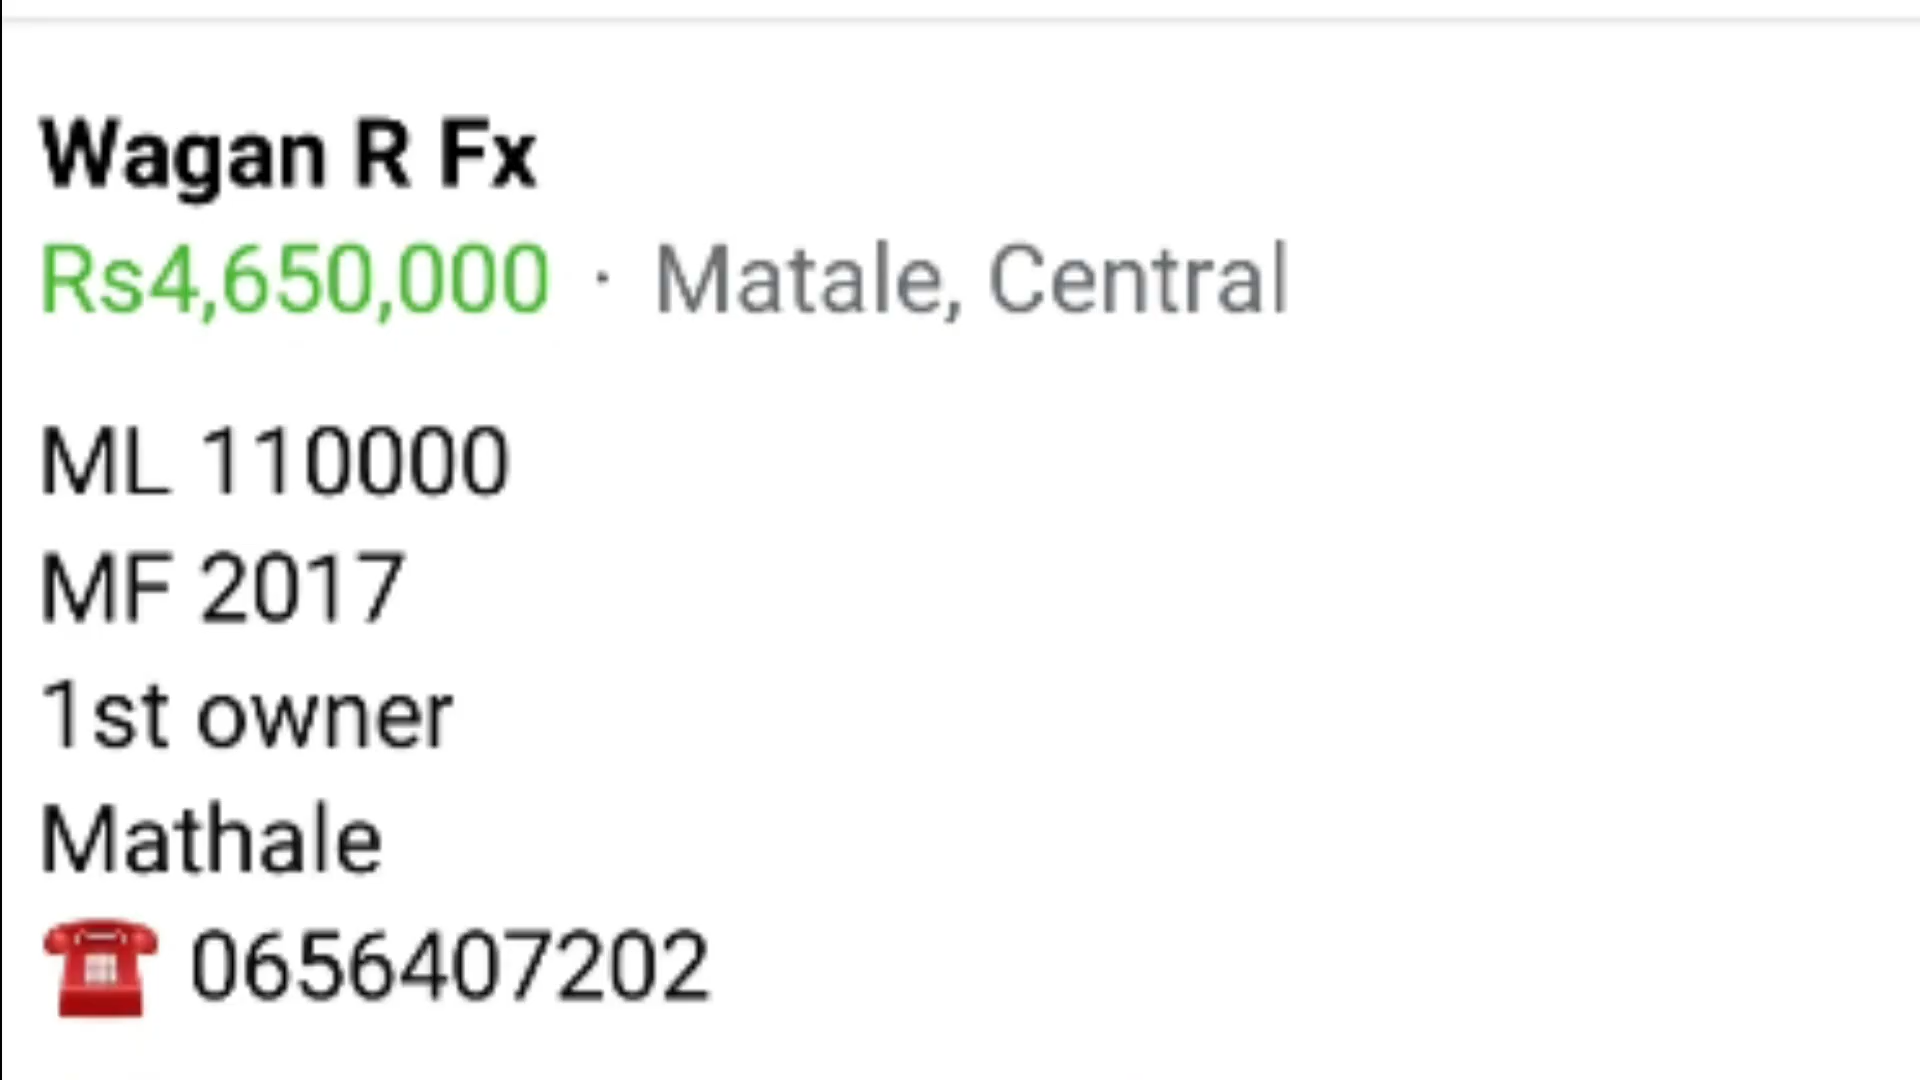 Wagan R Fx
Rs4,650,000 · Matale, Central
ML 110000
MF 2017
1st owner
Mathale
☎️ 0656407202